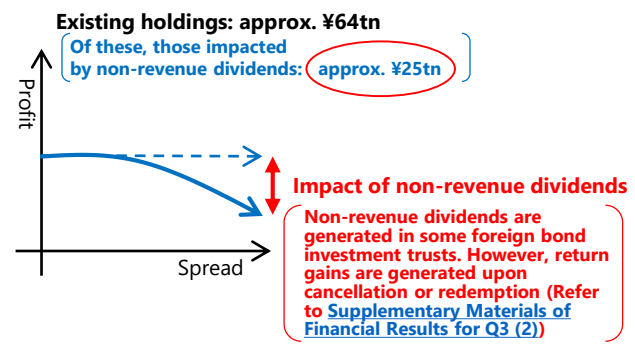 Existing holdings: approx. ¥64tn
Of these, those impacted
by non-revenue dividends: approx. ¥25tn
Profit
Impact of non-revenue dividends
Non-revenue dividends are
generated in some foreign bond
investment trusts. However, return
gains are generated upon
cancellation or redemption (Refer
to Supplementary Materials of
Financial Results for Q3 (2))
Spread